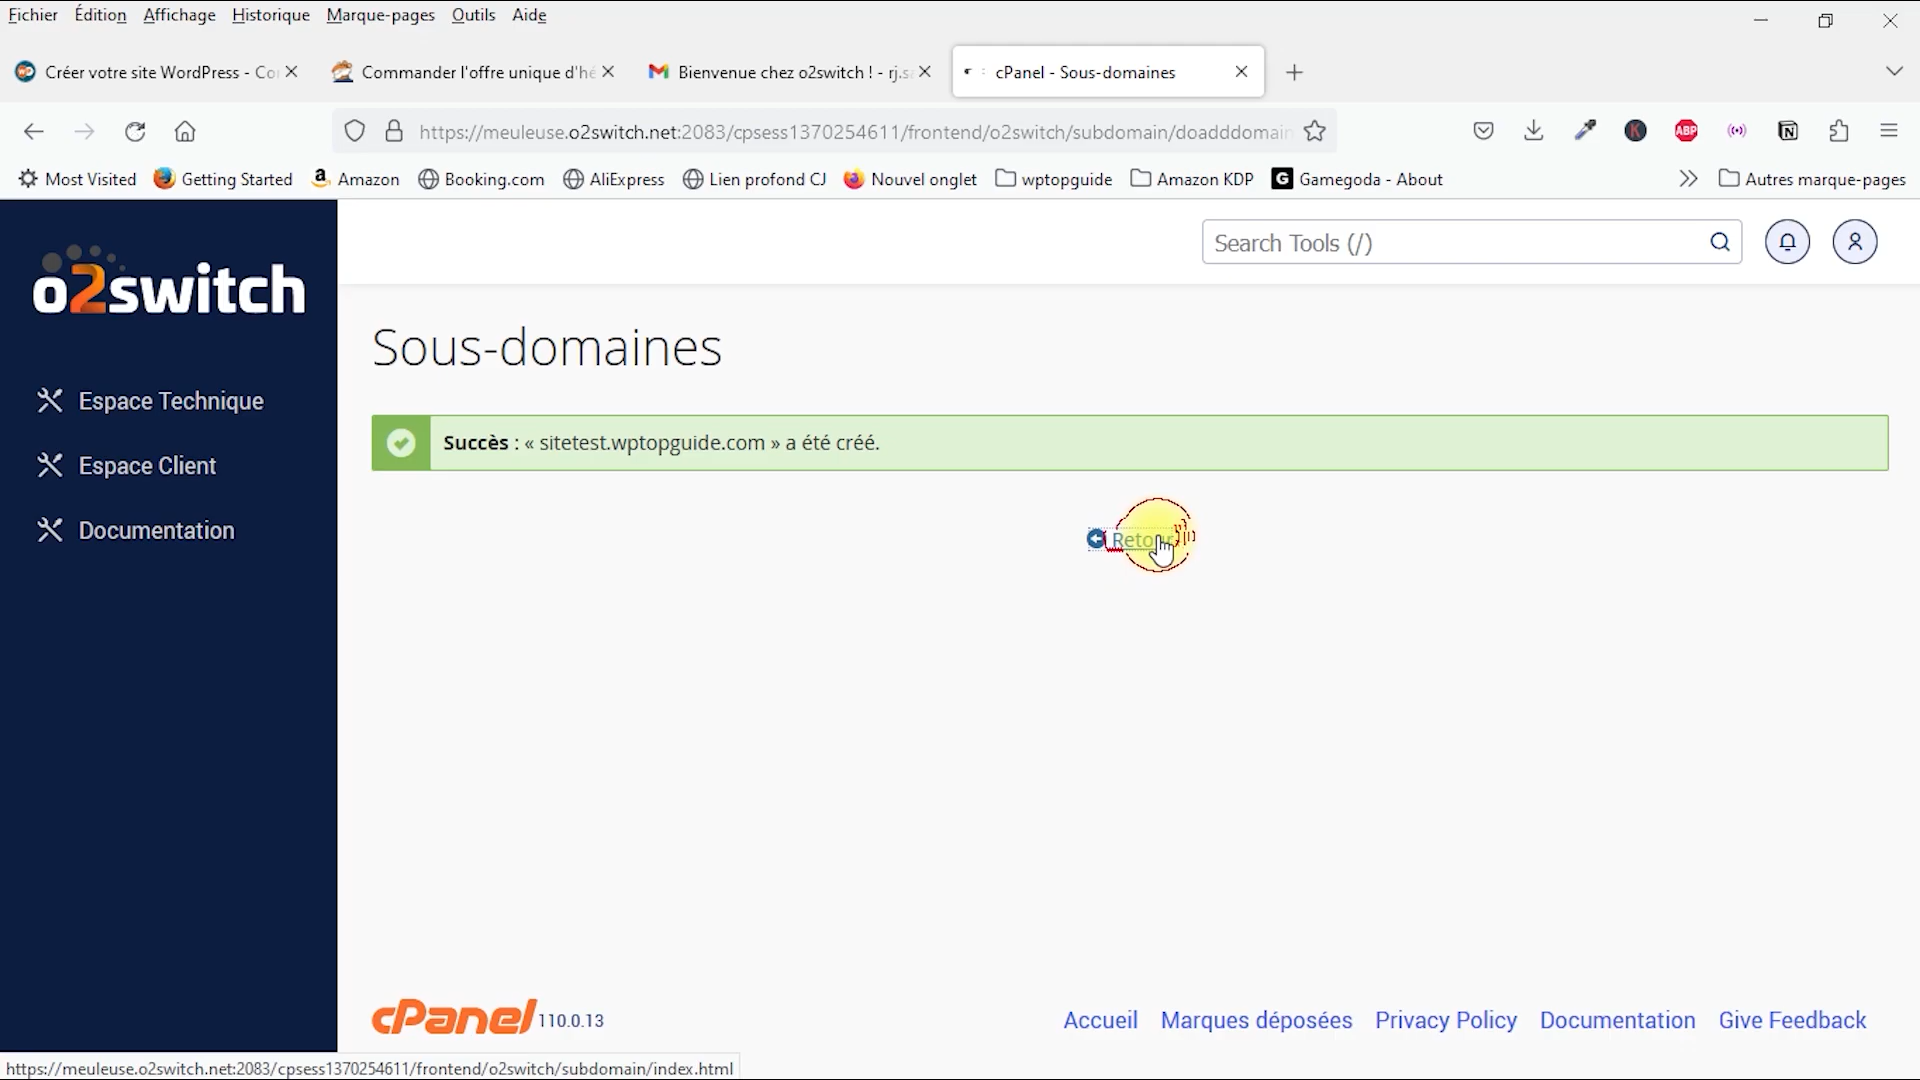 Fichier Édition Affichage Historique Marque-pages Outils Aide
Créer votre site WordPress - Co
Commander l'offre unique d'hé
Bienvenue chez o2switch ! - rj.sa
cPanel - Sous-domaines
https://meuleuse.o2switch.net:2083/cpsess1370254611/frontend/o2switch/subdomain/doadddomain
Most Visited Getting Started Amazon Booking.com AliExpress Lien profond CJ Nouvel onglet wptopguide Amazon KDP Gamegoda - About Autres marque-pages
o2switch
Search Tools (/)
Sous-domaines
Espace Technique
Succès : « sitetest.wptopguide.com » a été créé.
Espace Client
Documentation
Retour
cPanel 110.0.13
Accueil Marques déposées Privacy Policy Documentation Give Feedback
https://meuleuse.o2switch.net:2083/cpsess1370254611/frontend/o2switch/subdomain/index.html